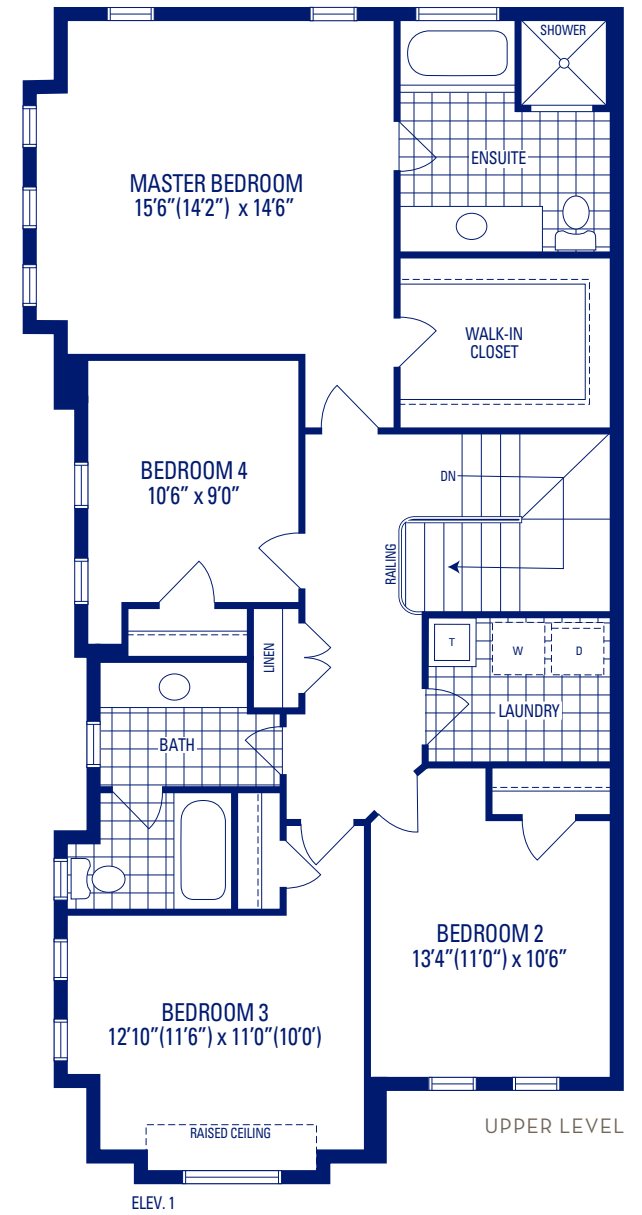 SHOWER
ENSUITE
MASTER BEDROOM
15'6"(14'2") x 14'6"
WALK-IN
CLOSET
BEDROOM 4
10'6" x 9'0"
DN
RAILING
LINEN
T
W
D
LAUNDRY
BATH
BEDROOM 2
13'4"(11'0“) x 10'6"
BEDROOM 3
12'10"(11'6") x 11'0"(10'0')
RAISED CEILING
UPPER LEVEL
ELEV. 1